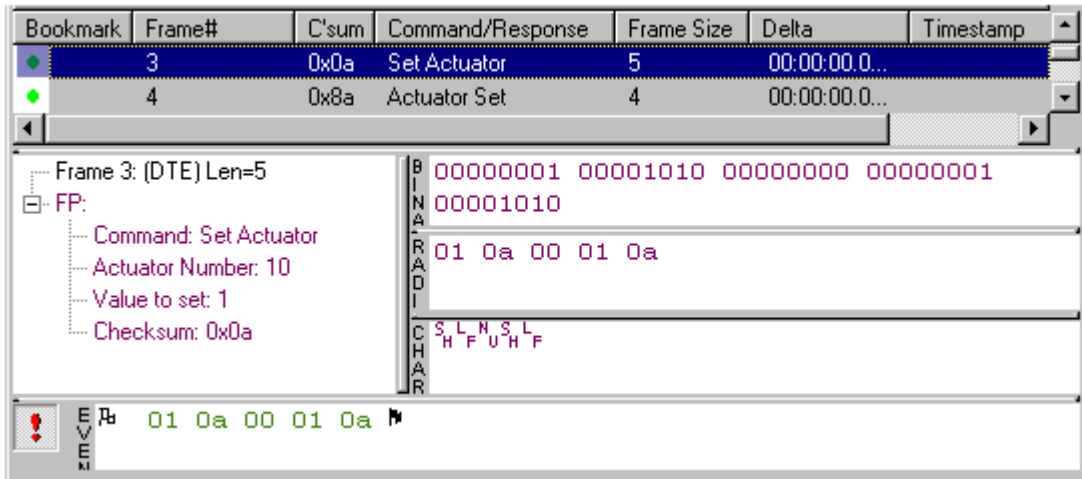 Bookmark Frame# C'sum Command/Response Frame Size Delta Timestamp
3 0x0a Set Actuator 5 00:00:00.0...
4 0x8a Actuator Set 4 00:00:00.0...
Frame 3: (DTE) Len=5
FP:
Command: Set Actuator
Actuator Number: 10
Value to set: 1
Checksum: 0x0a
BINA
00000001 00001010 00000000 00000001
00001010
RADI
01 0a 00 01 0a
CHAR
SH LF NU SH LF
EVEN
01 0a 00 01 0a